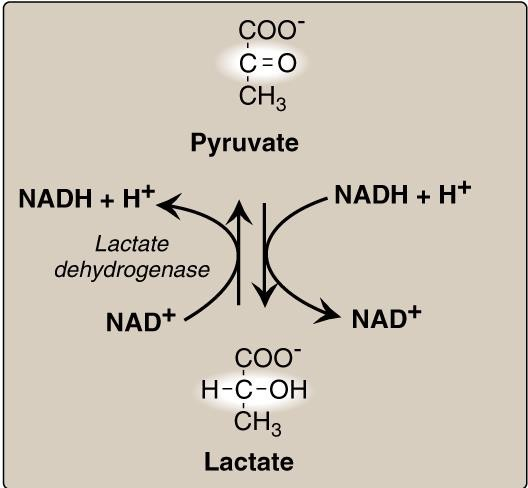 COO⁻
C=O
CH₃
Pyruvate
NADH + H⁺
NADH + H⁺
Lactate
dehydrogenase
NAD⁺
NAD⁺
COO⁻
H-C-OH
CH₃
Lactate